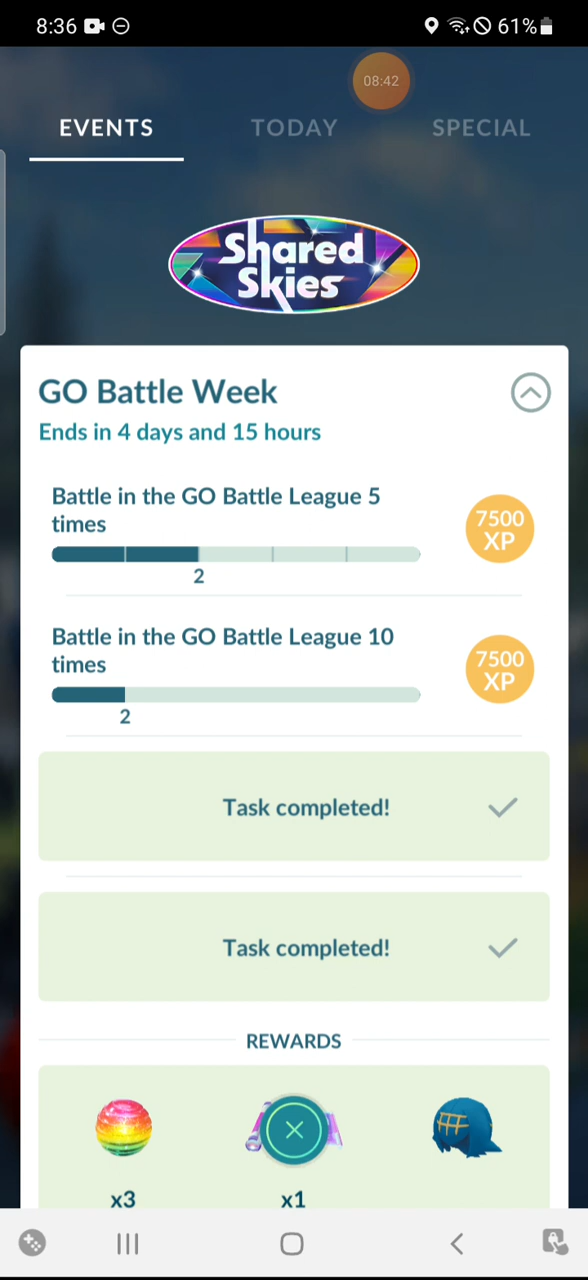 8:36
61%
08:42
EVENTS
TODAY
SPECIAL
Shared
Skies
GO Battle Week
Ends in 4 days and 15 hours
Battle in the GO Battle League 5
times
7500
XP
2
Battle in the GO Battle League 10
times
7500
XP
2
Task completed!
Task completed!
REWARDS
x3
x1